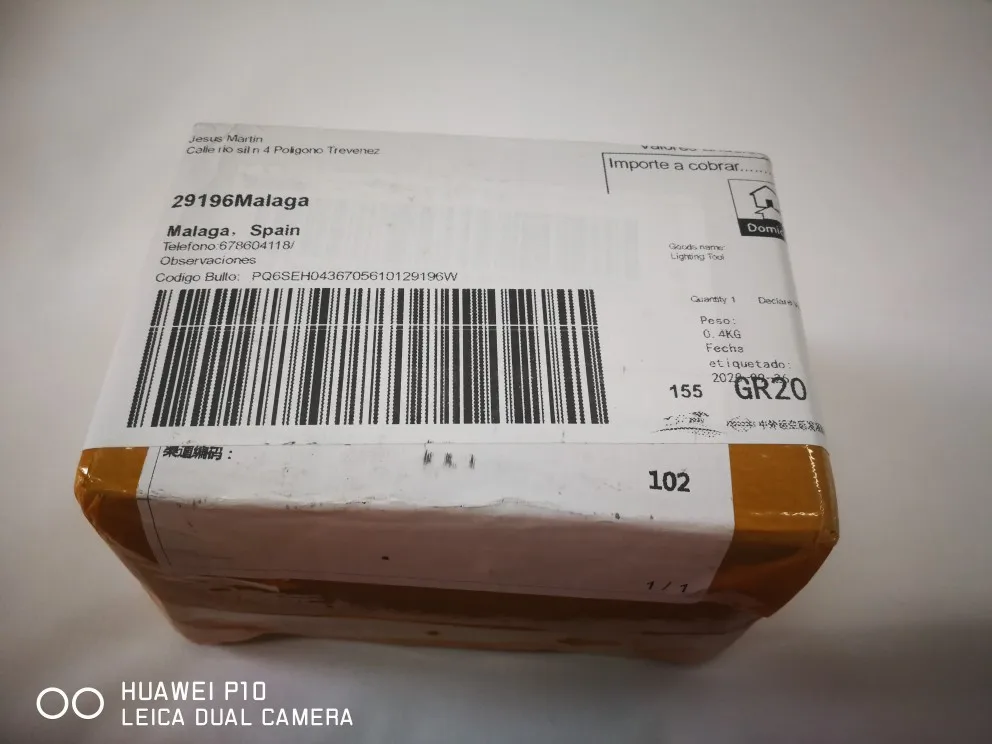 Jesus Martin
Calle rio sil n 4 Poligono Trevenez
Importe a cobrar......
29196Malaga
Malaga, Spain
Telefono:678604118/
Observaciones
Codigo Bulto: PQ6SEH0436705610129196W
Domic
Goods name:
Lighting Tool
Quantity 1 Declare
Peso:
0.4KG
Fecha
etiquetado:
155 GR20
渠道编码：
102
1/1
HUAWEI P10
LEICA DUAL CAMERA